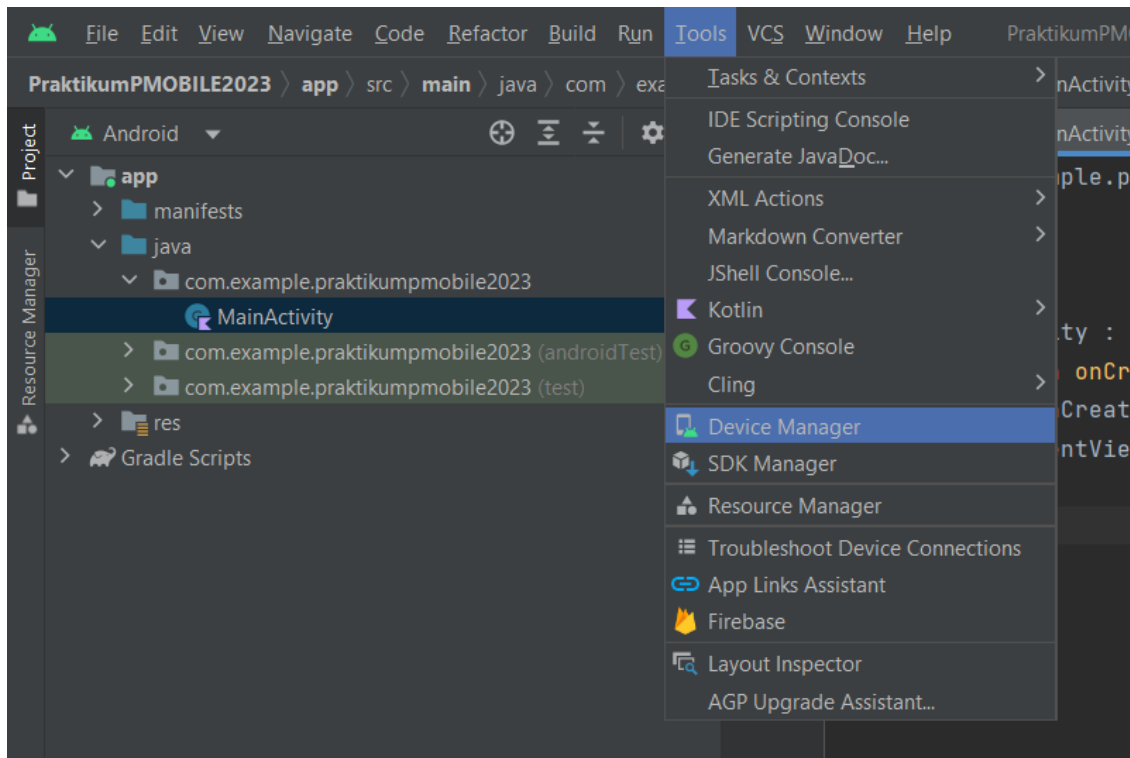 File Edit View Navigate Code Refactor Build Run Tools VCS Window Help PraktikumPM
PraktikumPMOBILE2023 〉 app 〉 src 〉 main 〉 java 〉 com 〉 exa
nActivity
Project
Android
nActivity
app
manifests
java
com.example.praktikumpmobile2023
MainActivity
com.example.praktikumpmobile2023 (androidTest)
com.example.praktikumpmobile2023 (test)
res
Gradle Scripts
Resource Manager
Tasks & Contexts
IDE Scripting Console
Generate JavaDoc...
XML Actions
Markdown Converter
JShell Console...
Kotlin
Groovy Console
Cling
Device Manager
SDK Manager
Resource Manager
Troubleshoot Device Connections
App Links Assistant
Firebase
Layout Inspector
AGP Upgrade Assistant...
ple.p
ty :
onCr
Creat
ntVie